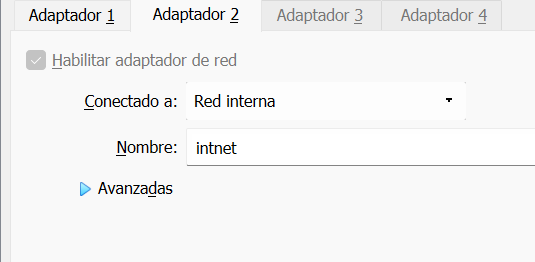 Adaptador 1 Adaptador 2 Adaptador 3 Adaptador 4
Habilitar adaptador de red
Conectado a: Red interna
Nombre: intnet
Avanzadas